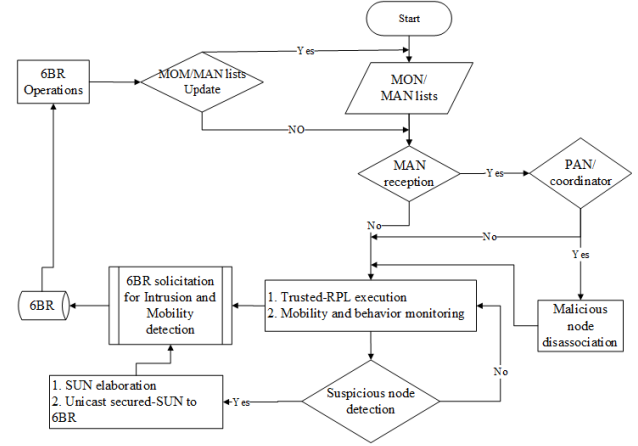 Start
Yes
6BR
Operations
MOM/MAN lists
Update
MON/
MAN lists
NO
MAN
reception
Yes
PAN/
coordinator
No
No
Yes
6BR solicitation
for Intrusion and
Mobility
detection
6BR
1. Trusted-RPL execution
2. Mobility and behavior monitoring
Malicious
node
disassociation
No
1. SUN elaboration
2. Unicast secured-SUN to
6BR
Yes
Suspicious node
detection